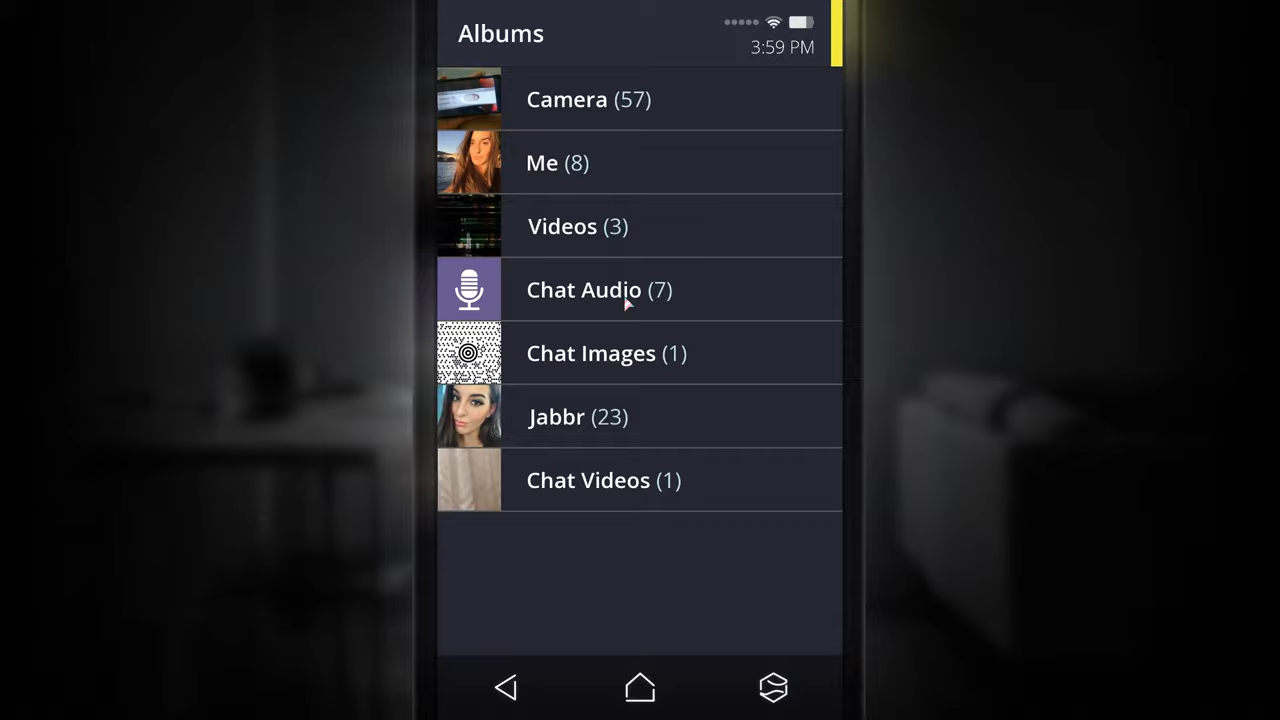 Albums
3:59 PM
Camera (57)
Me (8)
Videos (3)
Chat Audio (7)
Chat Images (1)
Jabbr (23)
Chat Videos (1)